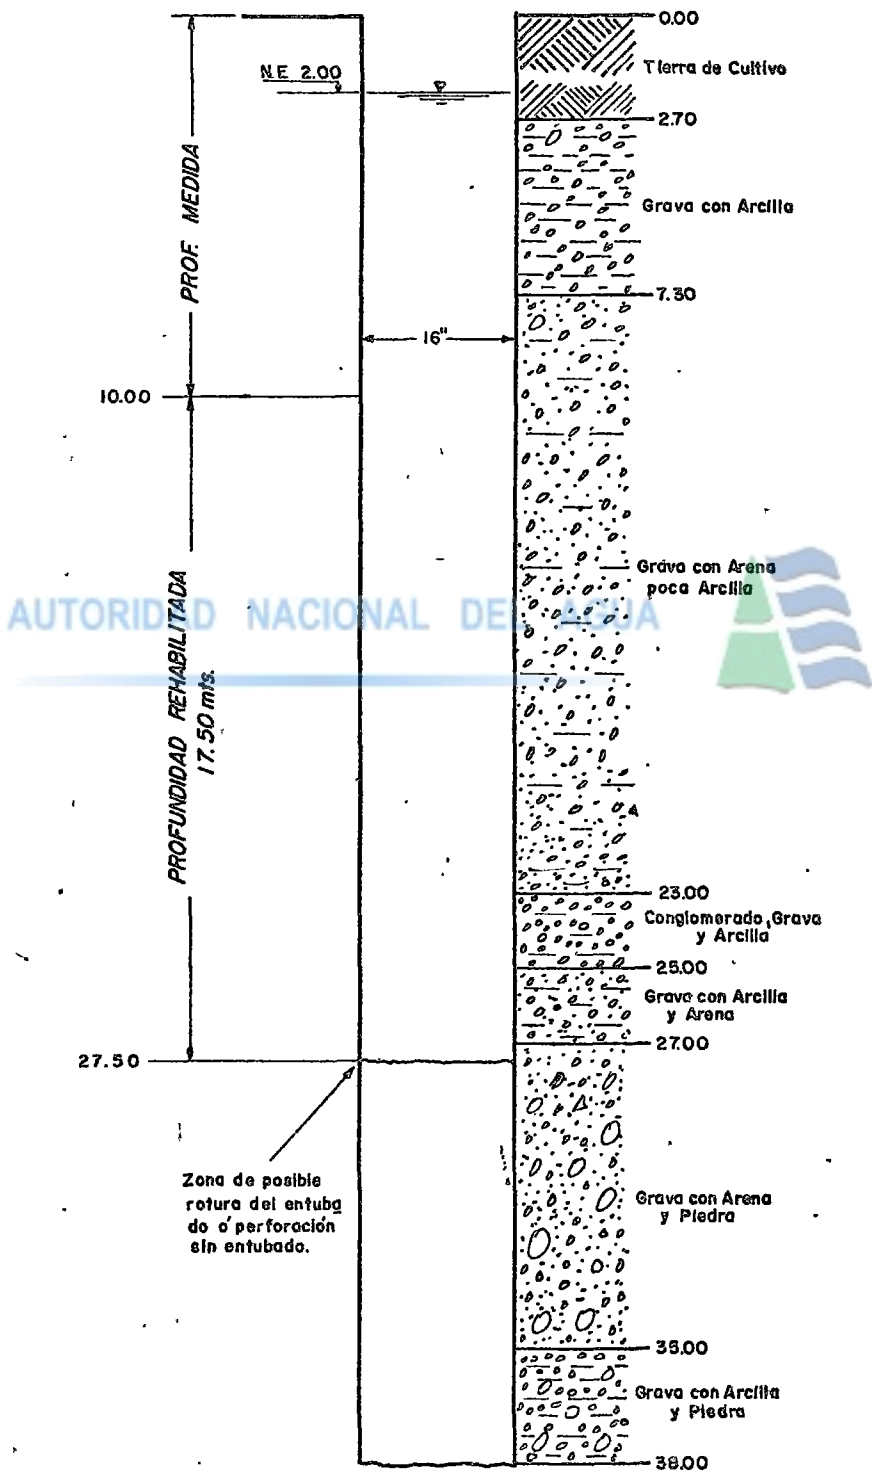 0.00
Tierra de Cultivo
N.E. 2.00
2.70
PROF. MEDIDA
Grava con Arcilla
7.30
16"
10.00
Grava con Arena
poca Arcilla
AUTORIDAD NACIONAL DEL AGUA
PROFUNDIDAD REHABILITADA
17.50 mts.
23.00
Conglomerado, Grava
y Arcilla
25.00
Grava con Arcilla
y Arena
27.00
27.50
Zona de posible
rotura del entuba
do o' perforación
sin entubado.
Grava con Arena
y Piedra
35.00
Grava con Arcilla
y Piedra
38.00